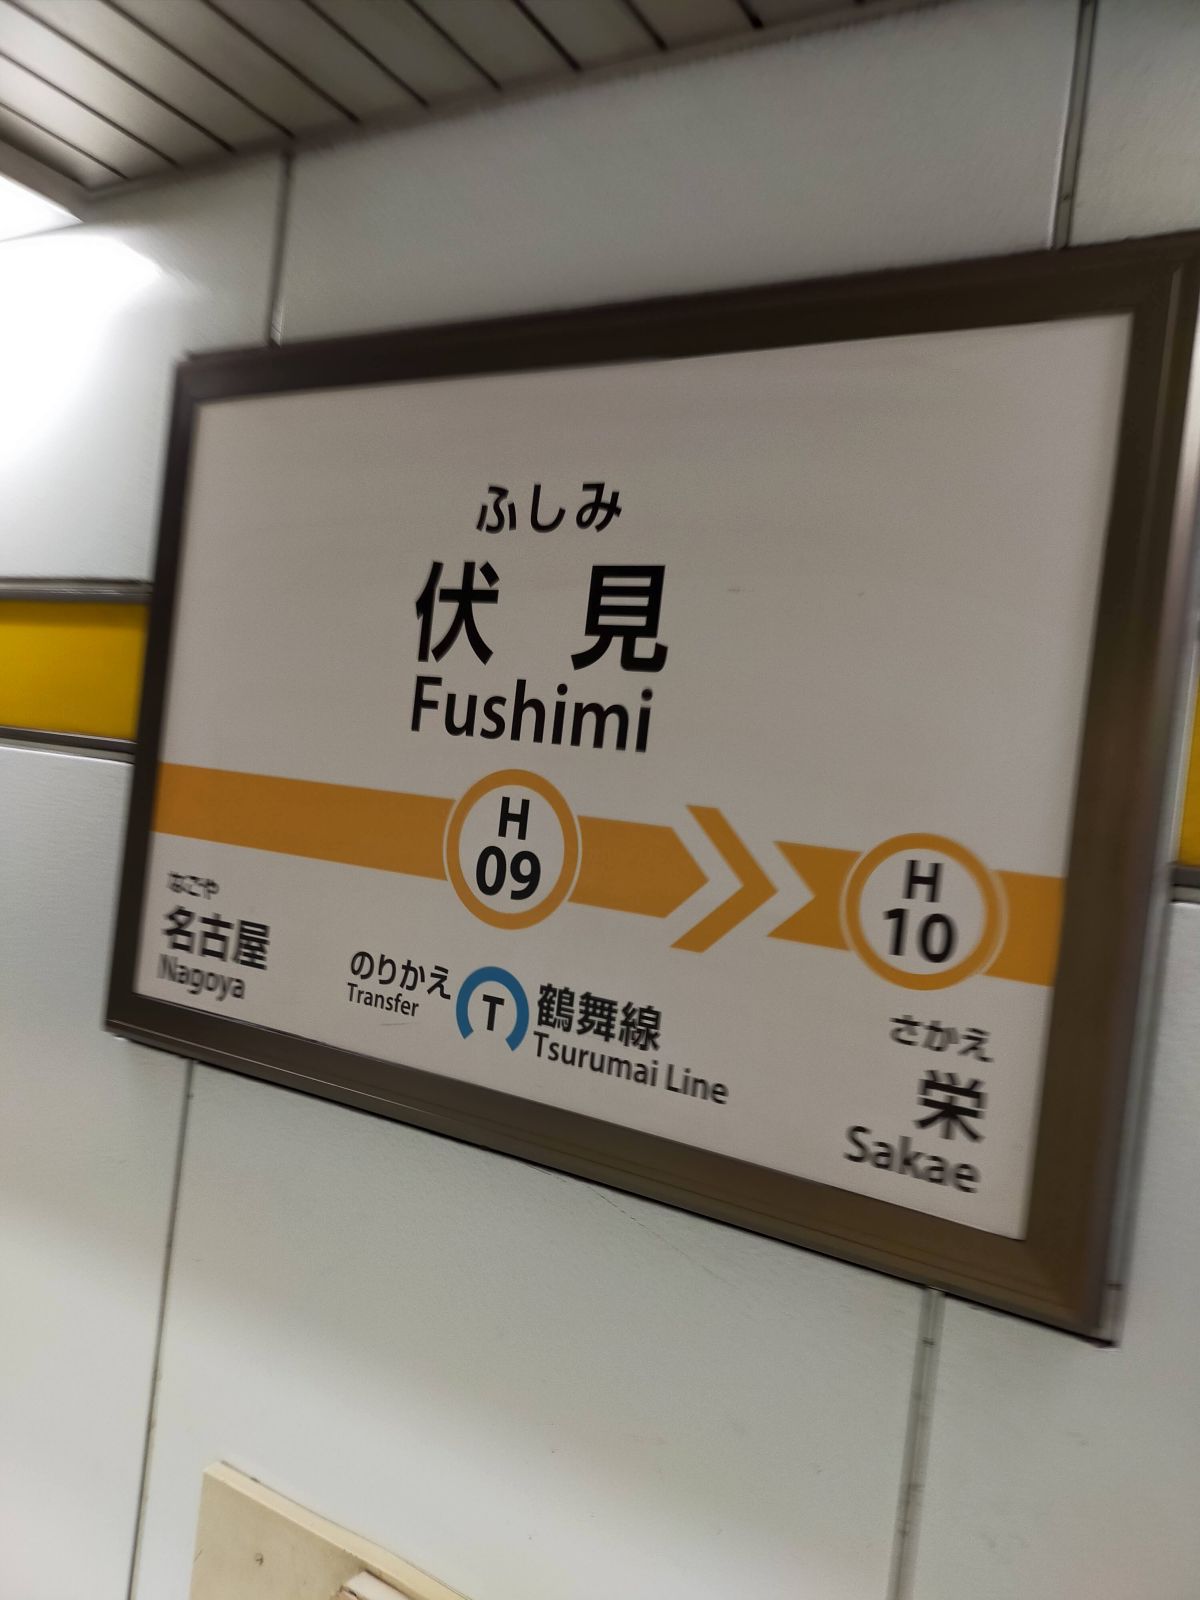 ふしみ
伏見
Fushimi
H
09
H
10
なごや
名古屋
Nagoya
のりかえ
Transfer
T
鶴舞線
Tsurumai Line
さかえ
栄
Sakae